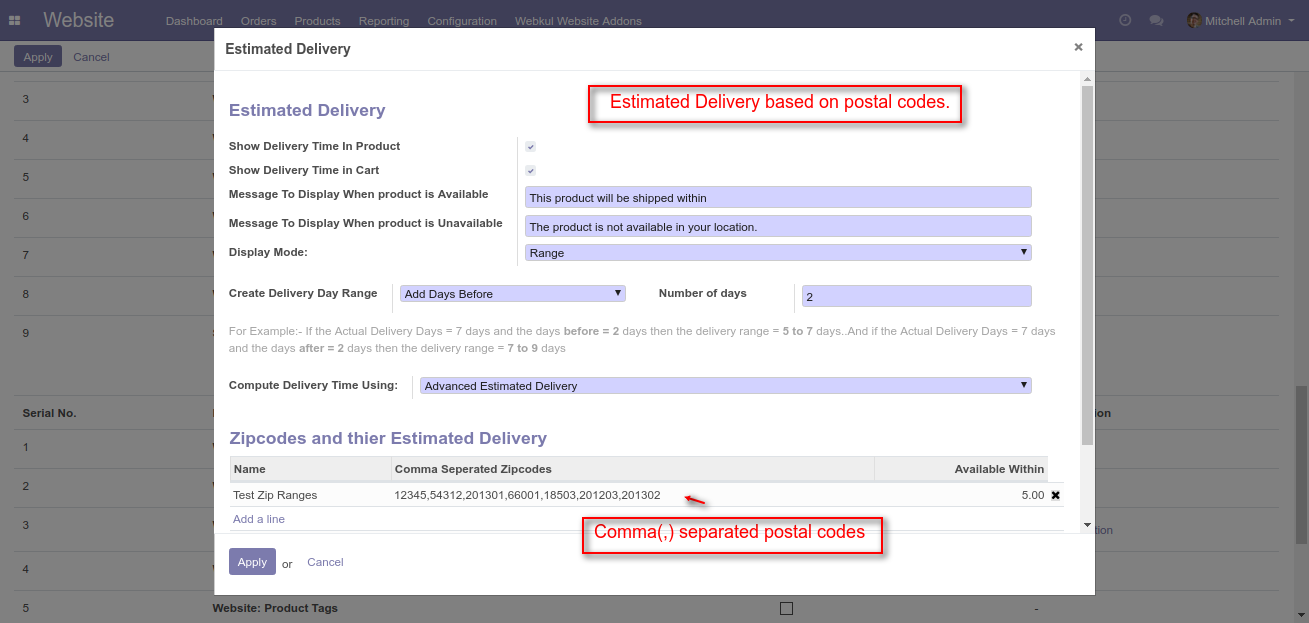 Website Dashboard Orders Products Reporting Configuration Webkul Website Addons Mitchell Admin
Apply Cancel
Estimated Delivery ×
Estimated Delivery based on postal codes.
Estimated Delivery
Show Delivery Time In Product
Show Delivery Time in Cart
Message To Display When product is Available This product will be shipped within
Message To Display When product is Unavailable The product is not available in your location.
Display Mode: Range
Create Delivery Day Range Add Days Before Number of days 2
For Example:- If the Actual Delivery Days = 7 days and the days before = 2 days then the delivery range = 5 to 7 days..And if the Actual Delivery Days = 7 days
and the days after = 2 days then the delivery range = 7 to 9 days
Compute Delivery Time Using: Advanced Estimated Delivery
Zipcodes and thier Estimated Delivery
Name Comma Seperated Zipcodes Available Within
Test Zip Ranges 12345,54312,201301,66001,18503,201203,201302 5.00
Add a line
Comma(,) separated postal codes
Apply or Cancel
3
4
5
6
7
8
9
Serial No.
1
2
3
4
5 Website: Product Tags -